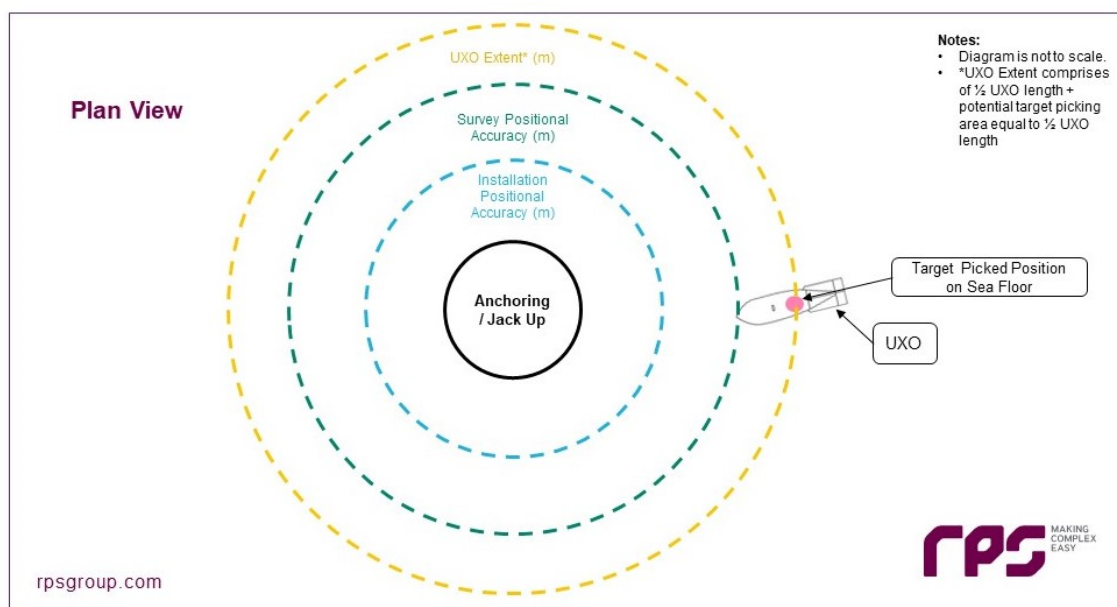 Plan View
UXO Extent* (m)
Survey Positional
Accuracy (m)
Installation
Positional
Accuracy (m)
Anchoring
/ Jack Up
Notes:
• Diagram is not to scale.
• *UXO Extent comprises
of ½ UXO length +
potential target picking
area equal to ½ UXO
length
Target Picked Position
on Sea Floor
UXO
rpsgroup.com
rps
MAKING
COMPLEX
EASY